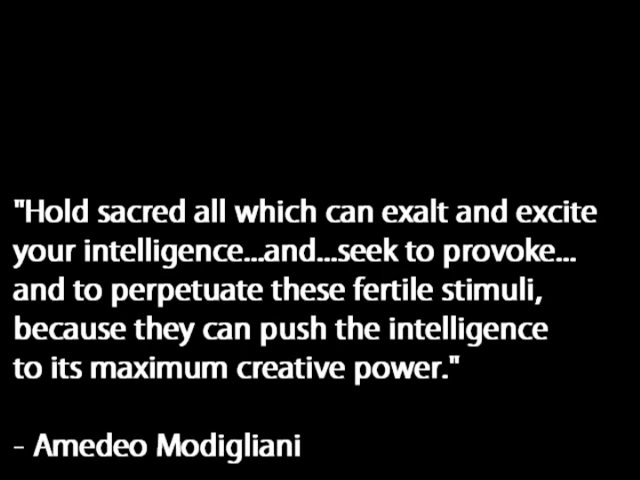 "Hold sacred all which can exalt and excite
your intelligence...and...seek to provoke...
and to perpetuate these fertile stimuli,
because they can push the intelligence
to its maximum creative power."
- Amedeo Modigliani